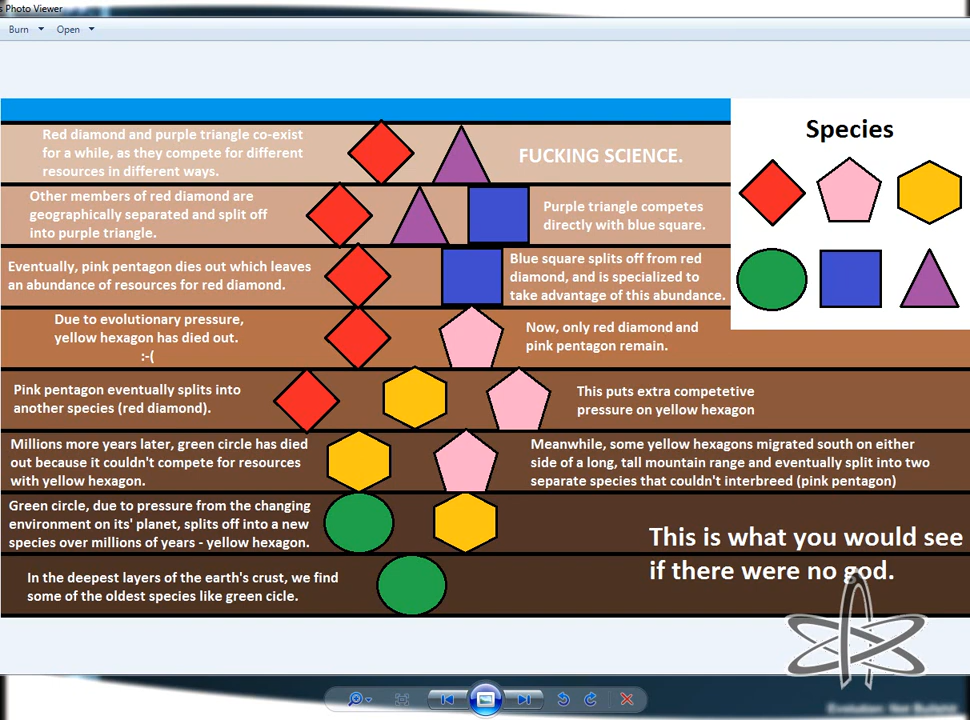 s Photo Viewer
Burn
Open
Species
Red diamond and purple triangle co-exist
for a while, as they compete for different
resources in different ways.
FUCKING SCIENCE.
Other members of red diamond are
geographically separated and split off
into purple triangle.
Purple triangle competes
directly with blue square.
Eventually, pink pentagon dies out which leaves
an abundance of resources for red diamond.
Blue square splits off from red
diamond, and is specialized to
take advantage of this abundance.
Due to evolutionary pressure,
yellow hexagon has died out.
:-(
Now, only red diamond and
pink pentagon remain.
Pink pentagon eventually splits into
another species (red diamond).
This puts extra competetive
pressure on yellow hexagon
Millions more years later, green circle has died
out because it couldn't compete for resources
with yellow hexagon.
Meanwhile, some yellow hexagons migrated south on either
side of a long, tall mountain range and eventually split into two
separate species that couldn't interbreed (pink pentagon)
Green circle, due to pressure from the changing
environment on its' planet, splits off into a new
species over millions of years - yellow hexagon.
In the deepest layers of the earth's crust, we find
some of the oldest species like green cicle.
This is what you would see
if there were no god.